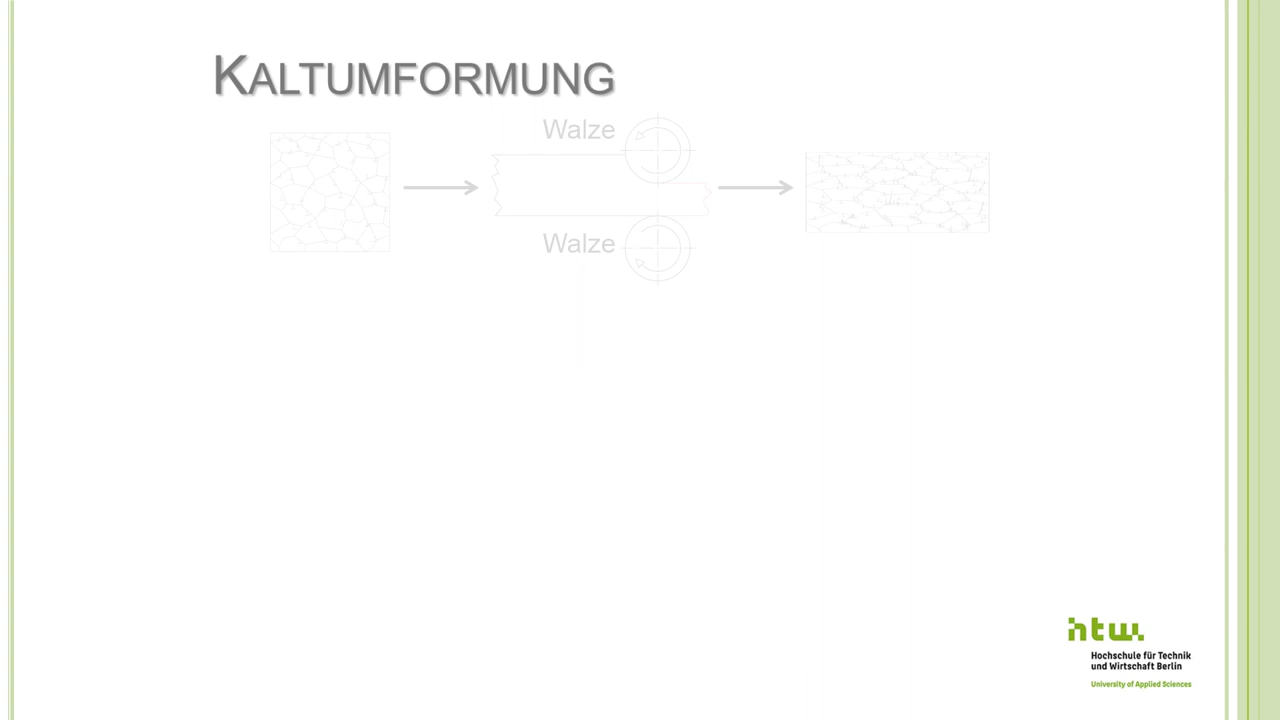 KALTUMFORMUNG
Walze
Walze
htw.
Hochschule für Technik
und Wirtschaft Berlin
University of Applied Sciences